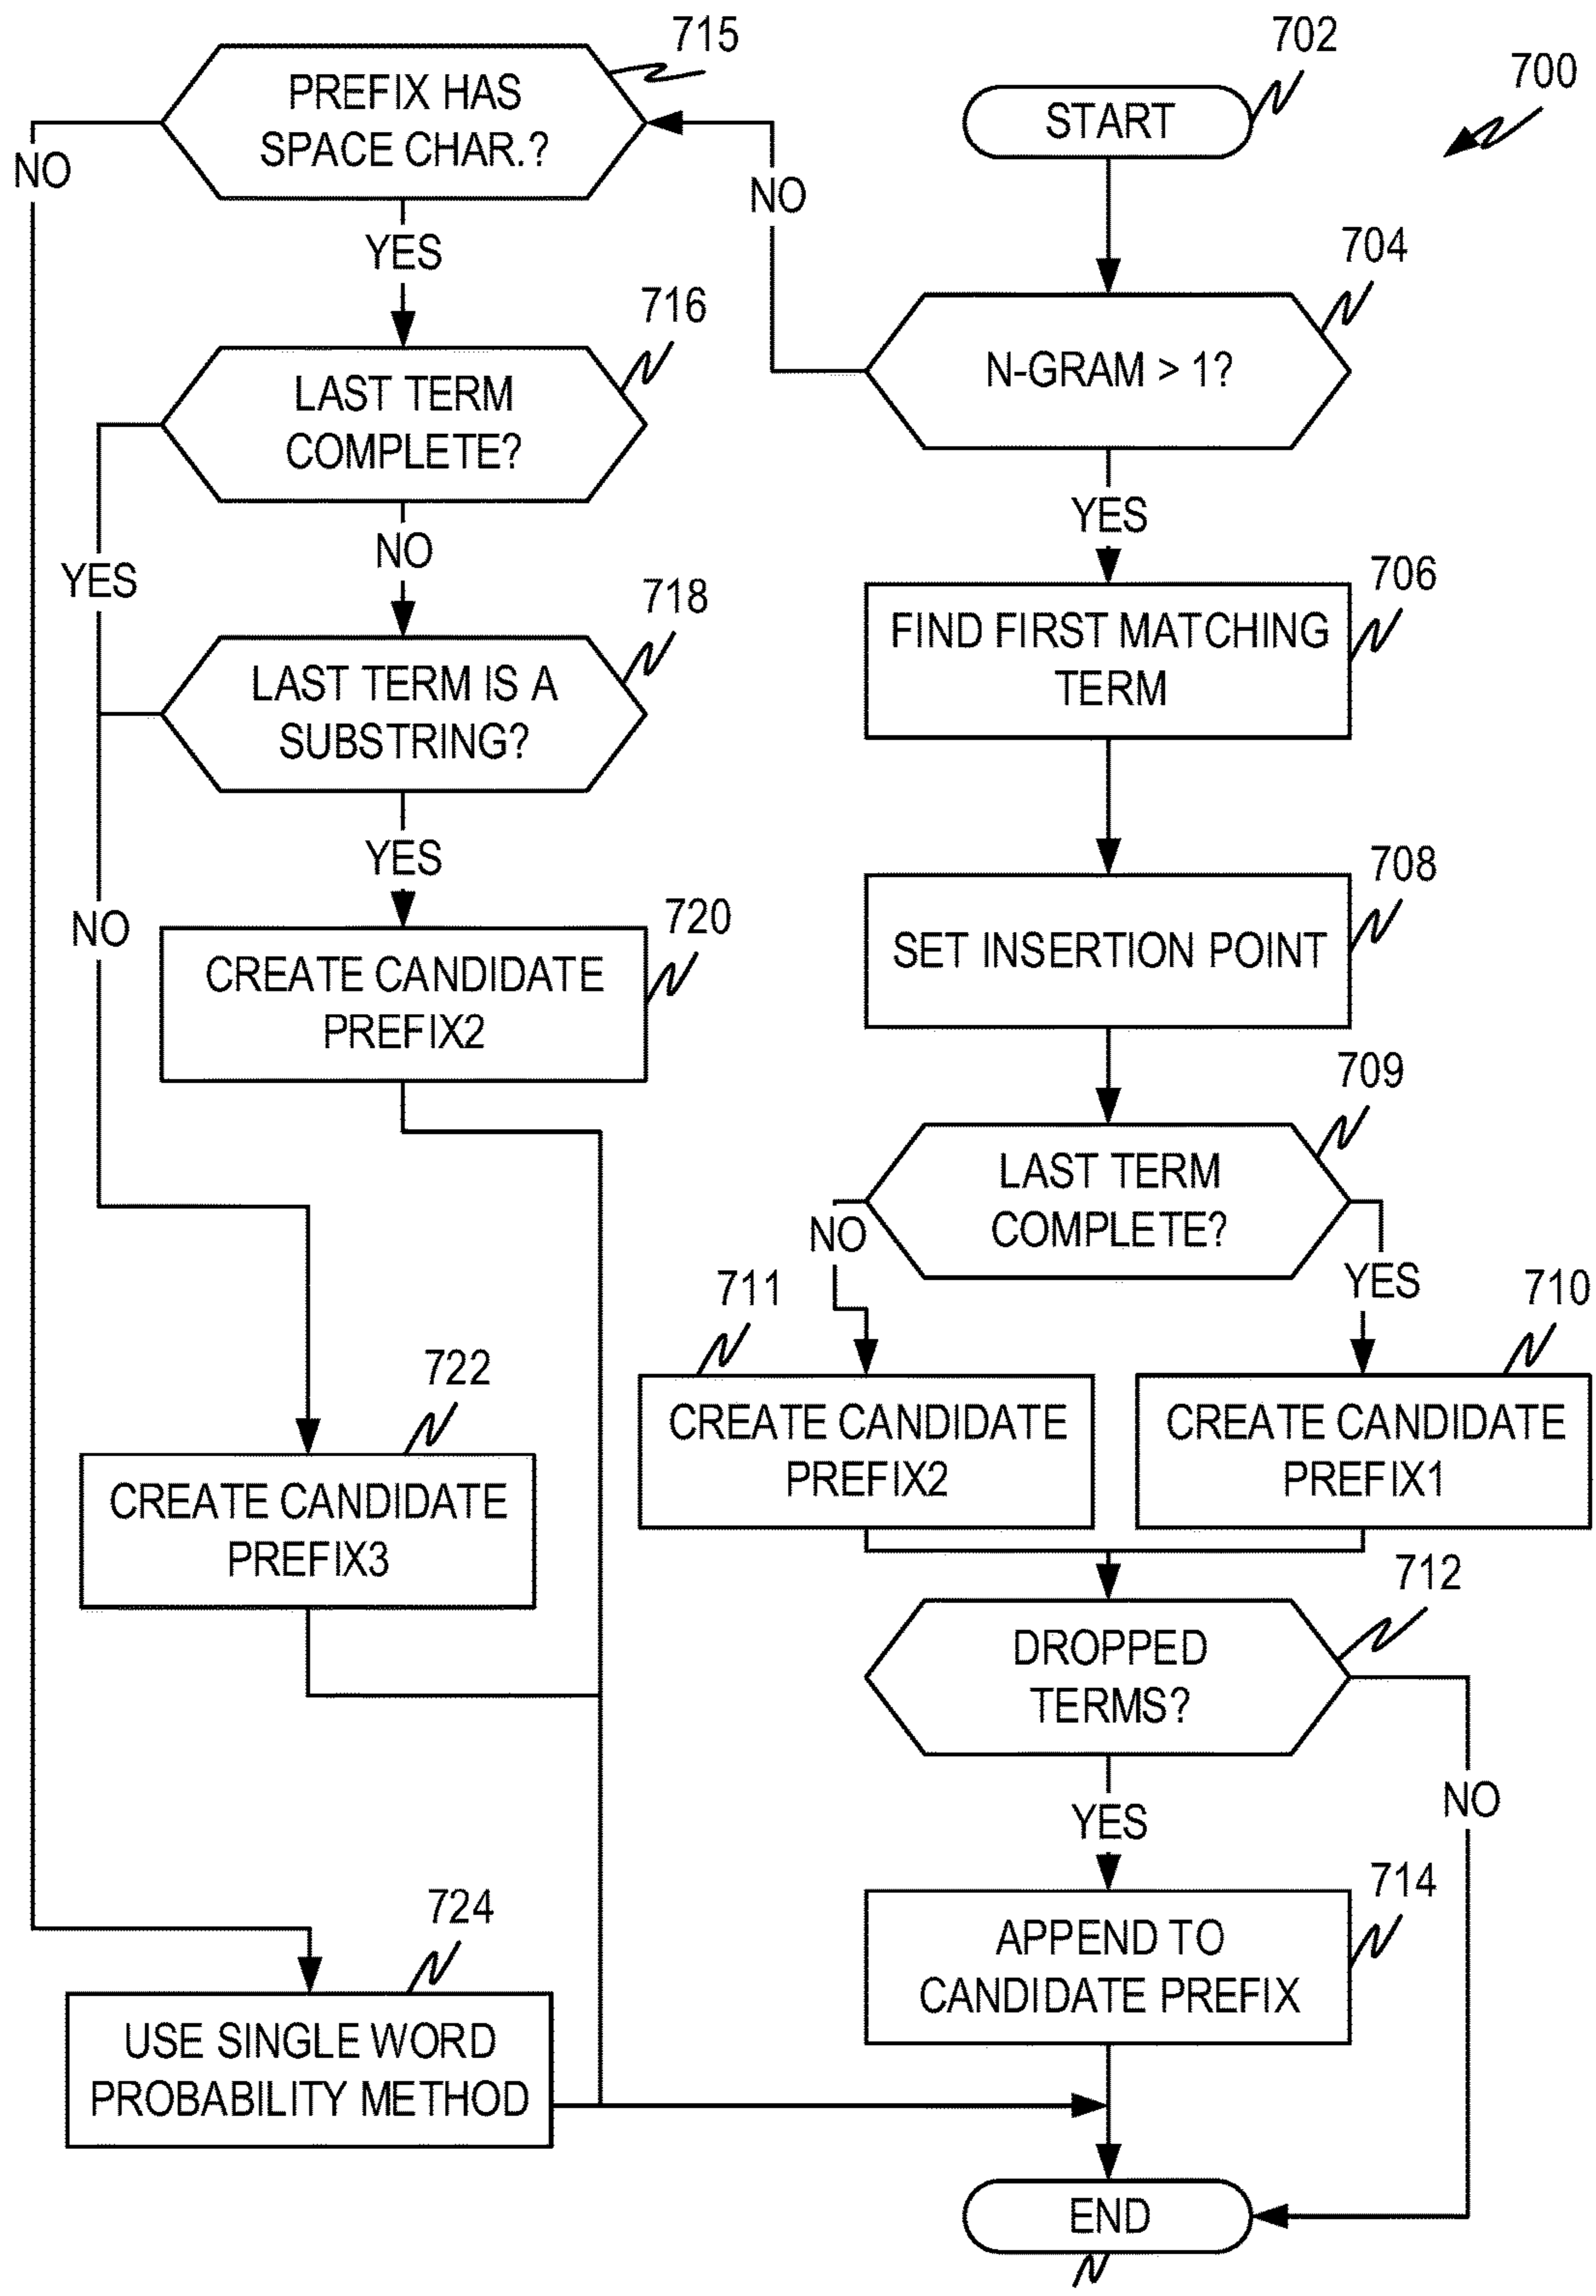 715
PREFIX HAS
SPACE CHAR.?
702
START
700
NO
NO
YES
704
N-GRAM > 1?
716
LAST TERM
COMPLETE?
YES
NO
YES
706
FIND FIRST MATCHING
TERM
718
LAST TERM IS A
SUBSTRING?
YES
708
SET INSERTION POINT
NO
720
CREATE CANDIDATE
PREFIX2
709
LAST TERM
COMPLETE?
NO
YES
711
CREATE CANDIDATE
PREFIX2
710
CREATE CANDIDATE
PREFIX1
722
CREATE CANDIDATE
PREFIX3
712
DROPPED
TERMS?
NO
YES
714
APPEND TO
CANDIDATE PREFIX
724
USE SINGLE WORD
PROBABILITY METHOD
END